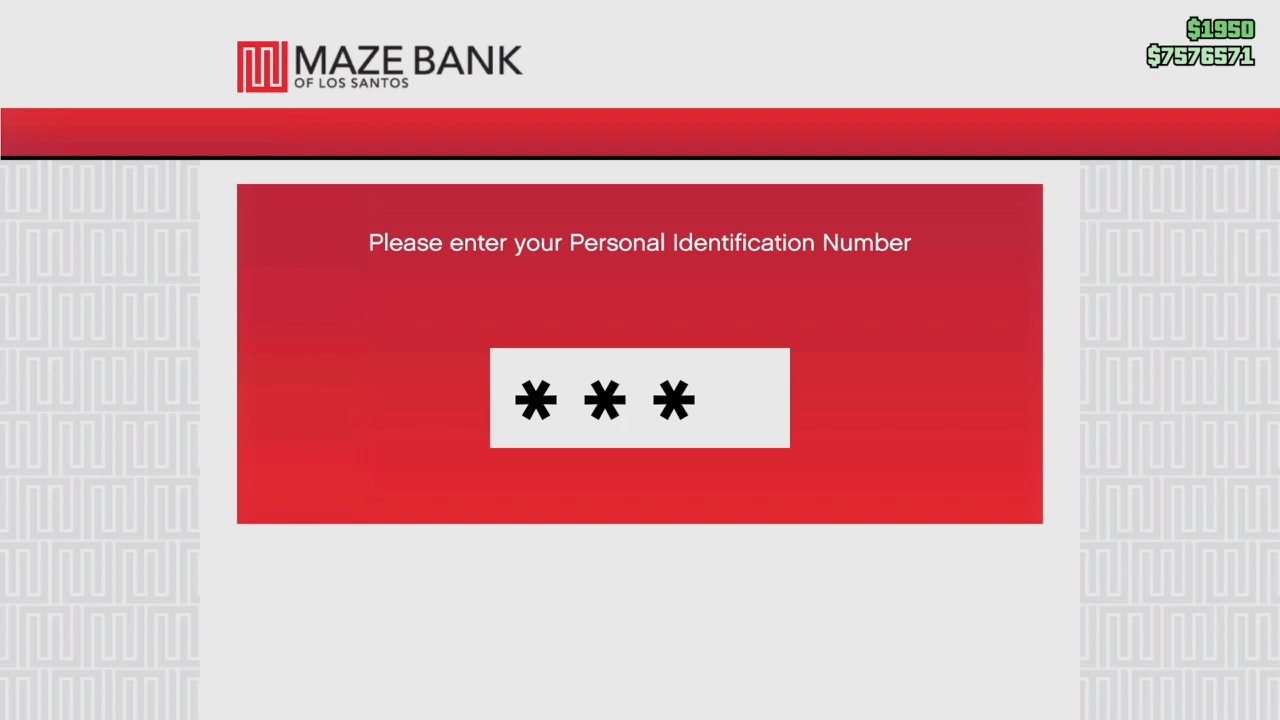 MAZE BANK
OF LOS SANTOS
$1950
$7576571
Please enter your Personal Identification Number
* * *